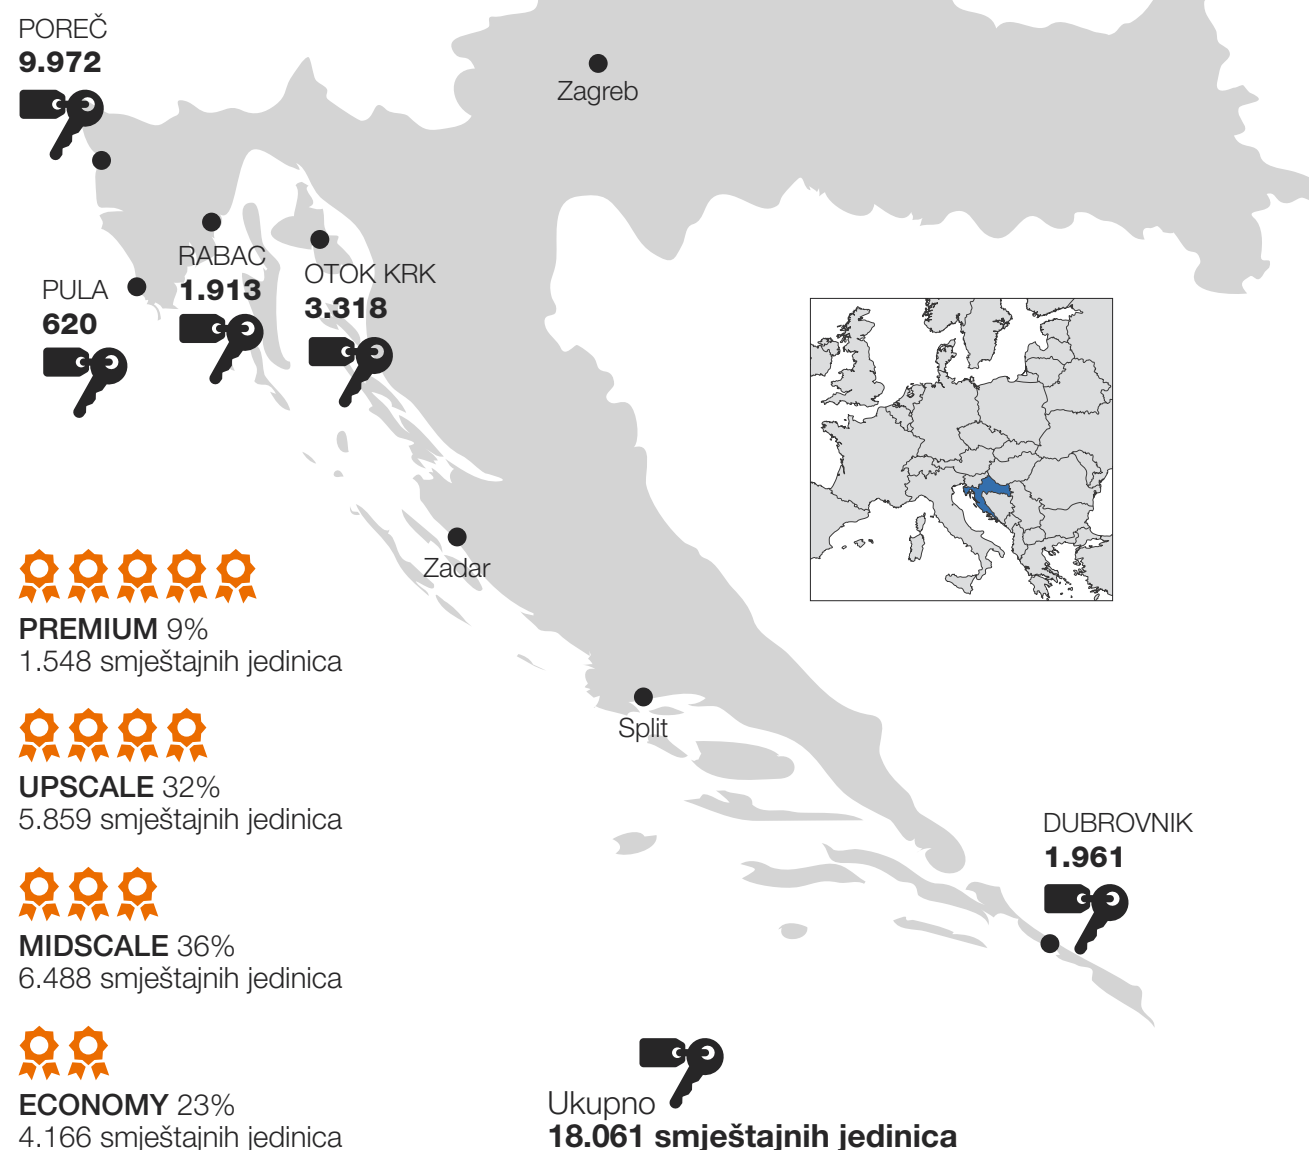 POREČ
9.972
Zagreb
RABAC
1.913
OTOK KRK
3.318
PULA
620
Zadar
PREMIUM 9%
1.548 smještajnih jedinica
Split
UPSCALE 32%
5.859 smještajnih jedinica
DUBROVNIK
1.961
MIDSCALE 36%
6.488 smještajnih jedinica
ECONOMY 23%
4.166 smještajnih jedinica
Ukupno
18.061 smještajnih jedinica